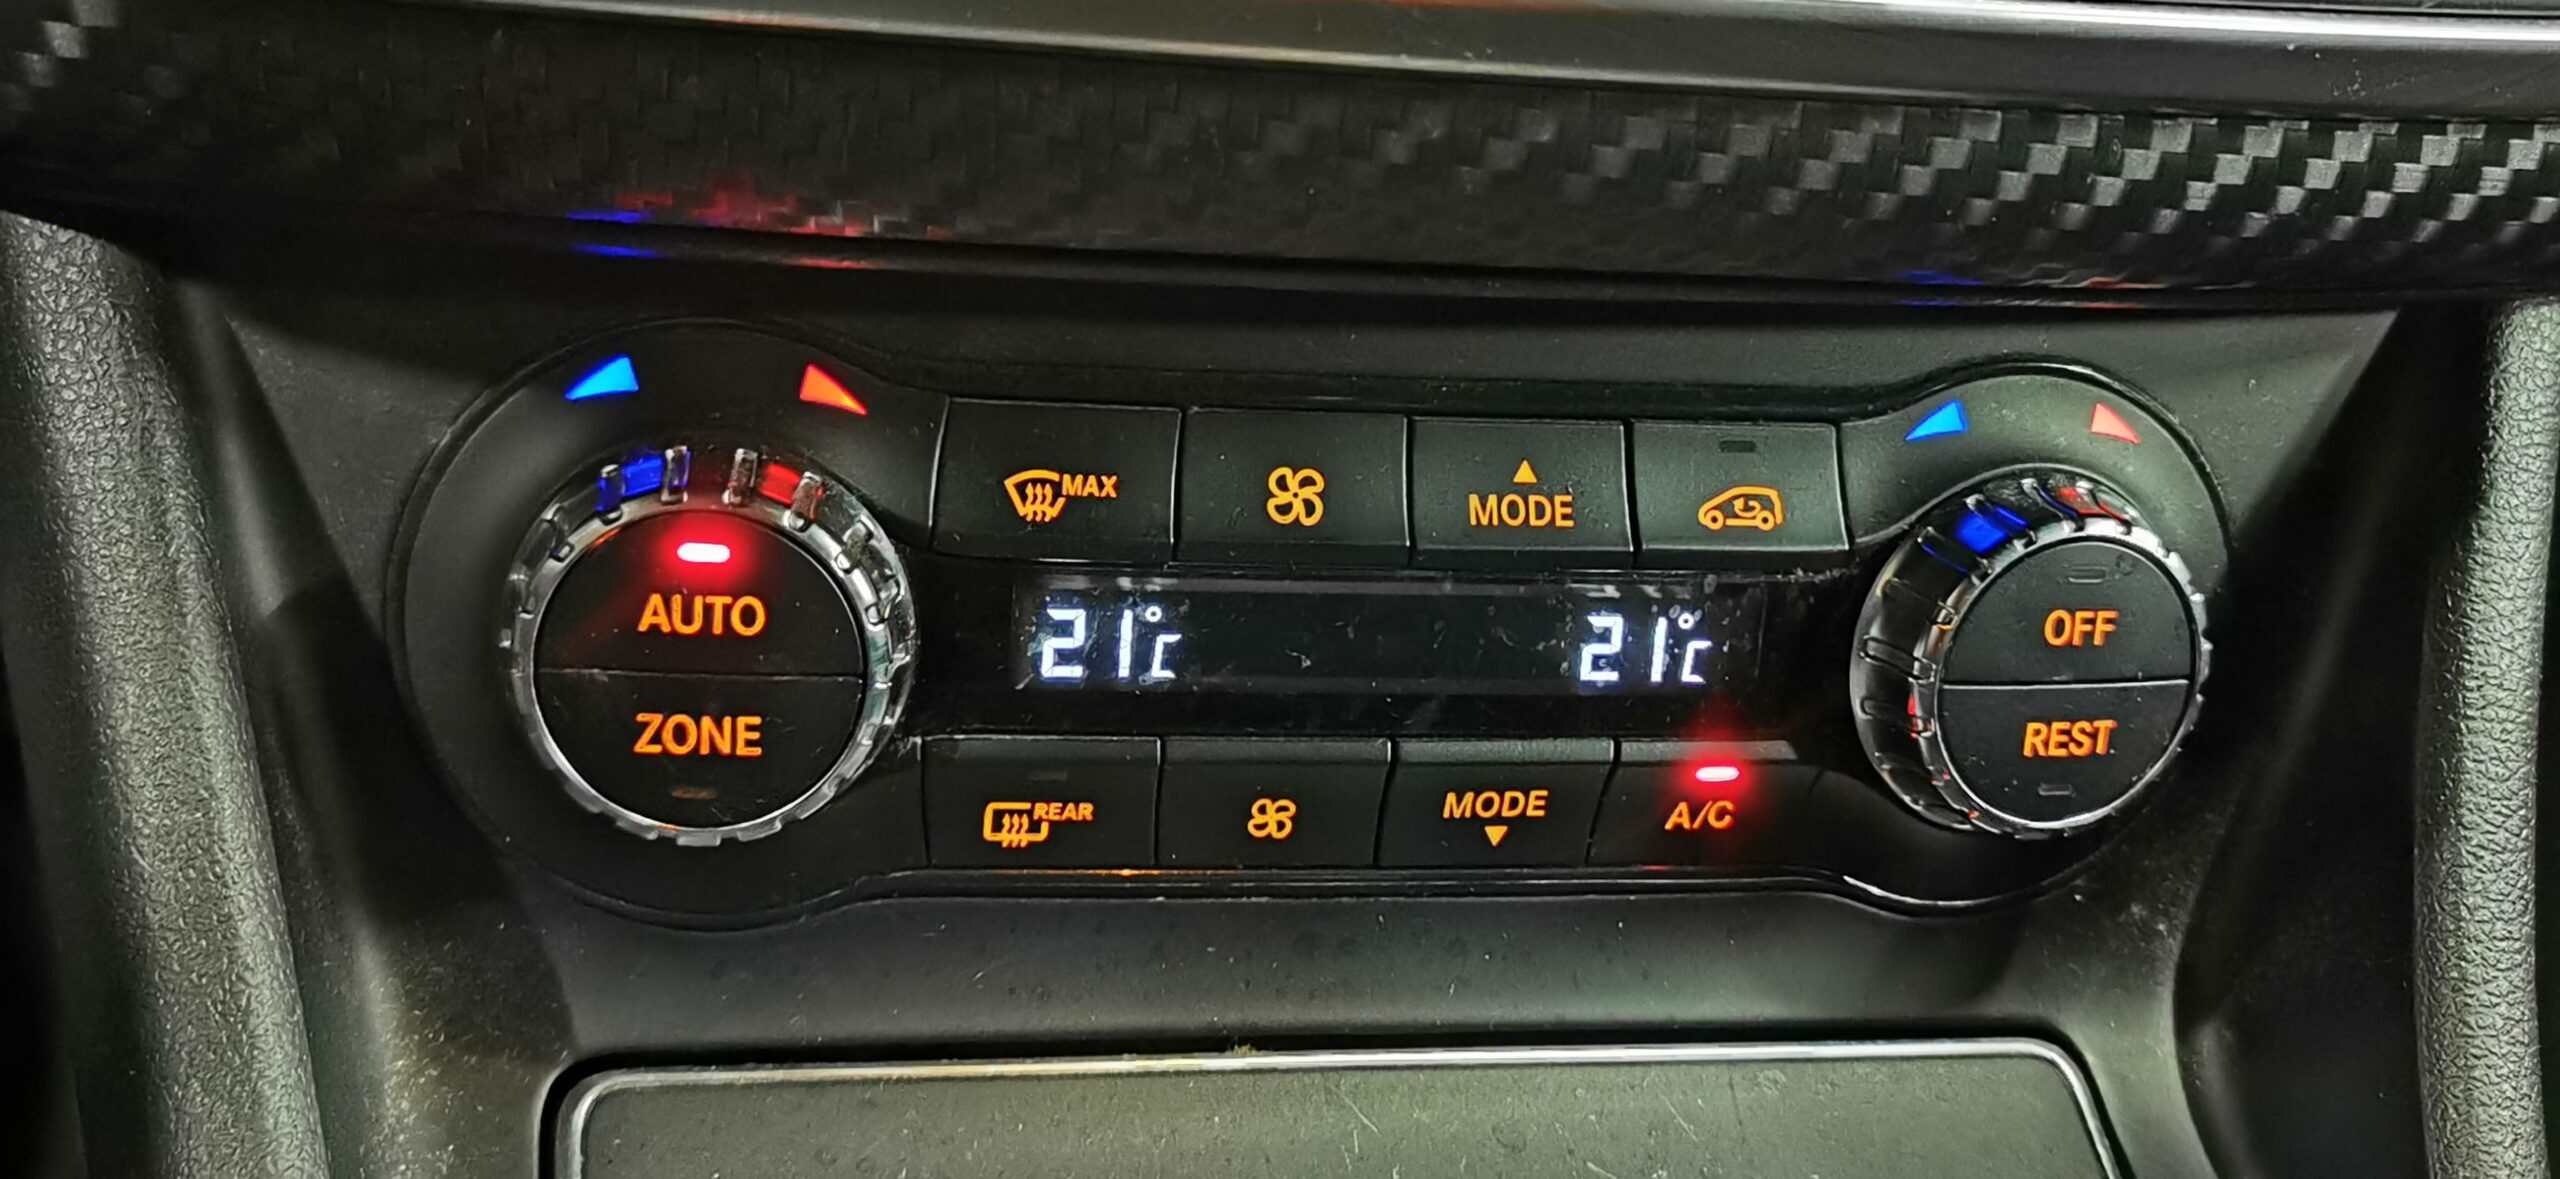 MAX
MODE
AUTO
21°C
21°C
OFF
ZONE
REST
REAR
MODE
A/C